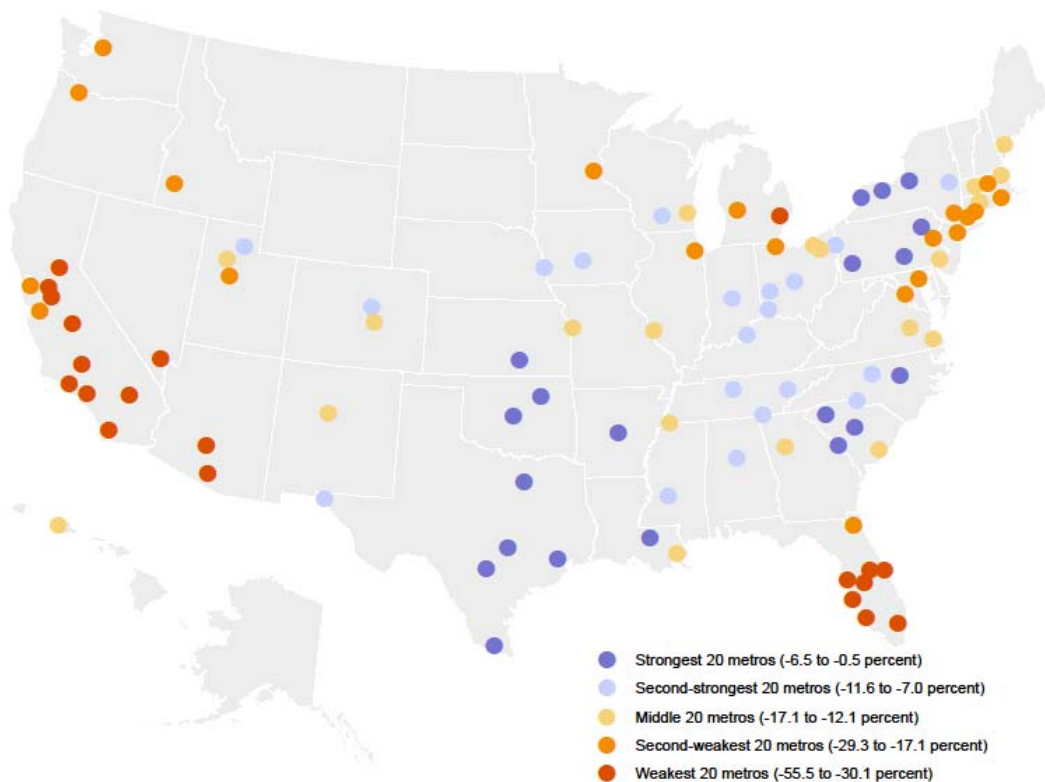 Strongest 20 metros (-6.5 to -0.5 percent)
Second-strongest 20 metros (-11.6 to -7.0 percent)
Middle 20 metros (-17.1 to -12.1 percent)
Second-weakest 20 metros (-29.3 to -17.1 percent)
Weakest 20 metros (-55.5 to -30.1 percent)